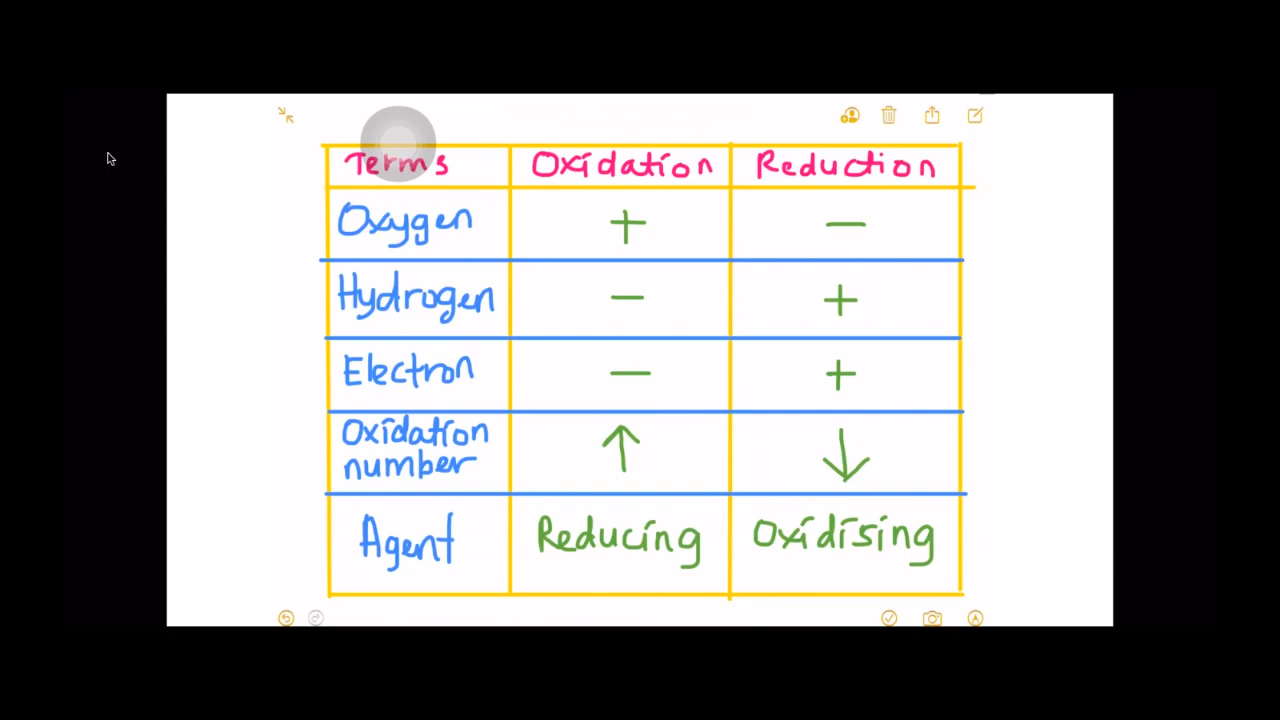 Terms Oxidation Reduction
Oxygen + −
Hydrogen − +
Electron − +
Oxidation
number ↑ ↓
Agent Reducing Oxidising